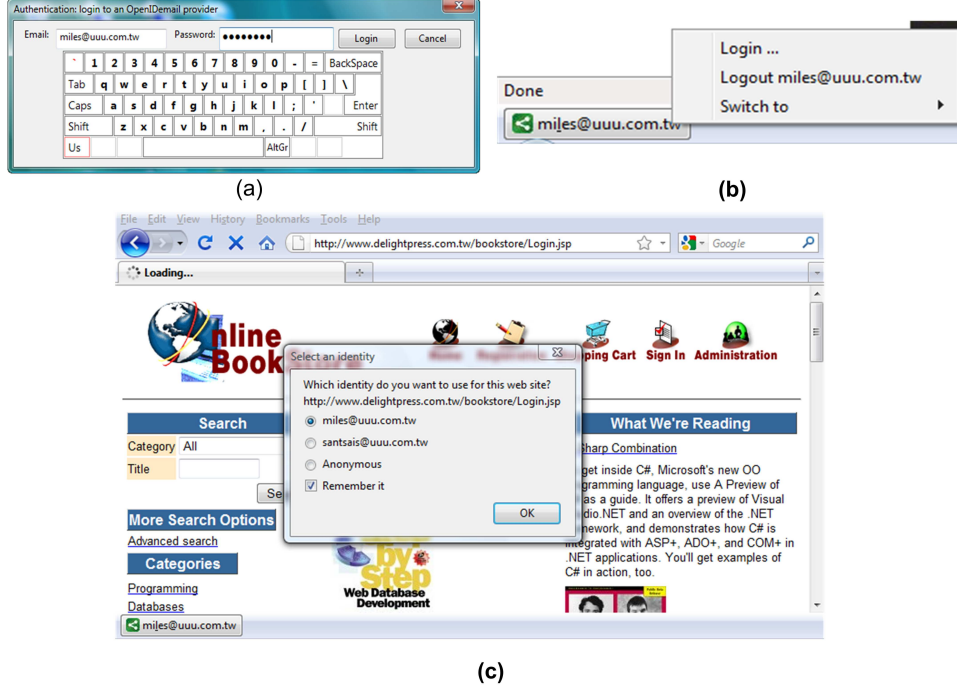 Authentication: login to an OpenIDemail provider
Email: miles@uuu.com.tw Password: ●●●●●●●● Login Cancel
` 1 2 3 4 5 6 7 8 9 0 - = BackSpace
Tab q w e r t y u i o p [ ] \
Caps a s d f g h j k l ; ' Enter
Shift z x c v b n m , . / Shift
Us AltGr
(a)
Login ...
Logout miles@uuu.com.tw
Switch to
Done
miles@uuu.com.tw
(b)
File Edit View History Bookmarks Tools Help
http://www.delightpress.com.tw/bookstore/Login.jsp Google
Loading...
nline
Book
Home ping Cart Sign In Administration
Select an identity
Which identity do you want to use for this web site?
http://www.delightpress.com.tw/bookstore/Login.jsp
miles@uuu.com.tw
santsais@uuu.com.tw
Anonymous
Remember it
OK
Search
Category All
Title
Se
More Search Options
Advanced search
Categories
Programming
Databases
by
Step
Web Database
Development
What We're Reading
Sharp Combination
get inside C#, Microsoft's new OO
gramming language, use A Preview of
as a guide. It offers a preview of Visual
dio.NET and an overview of the .NET
mework, and demonstrates how C# is
integrated with ASP+, ADO+, and COM+ in
.NET applications. You'll get examples of
C# in action, too.
miles@uuu.com.tw
(c)